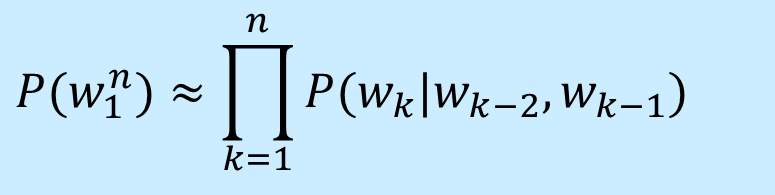 P(w_1^n) ≈ ∏_{k=1}^{n} P(w_k|w_{k−2}, w_{k−1})